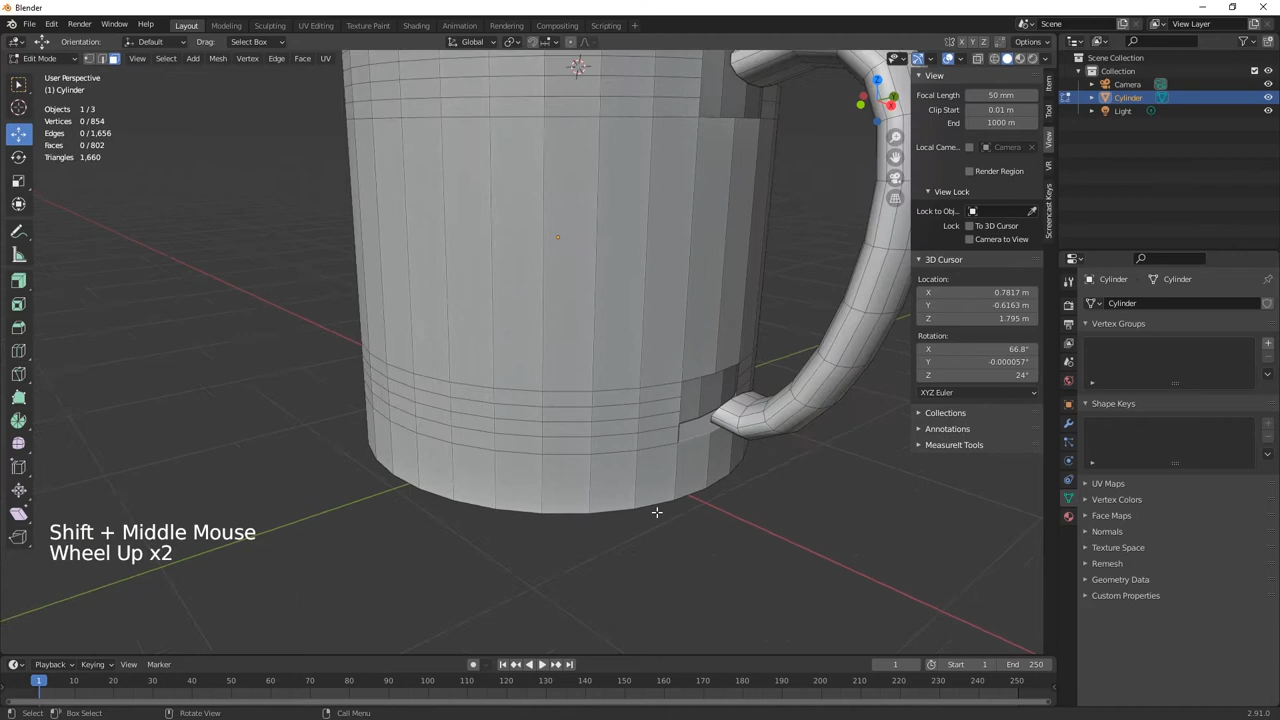 Blender
File Edit Render Window Help Layout Modeling Sculpting UV Editing Texture Paint Shading Animation Rendering Compositing Scripting + Scene View Layer
Orientation: Default Drag: Select Box Global X Y Z Options
Edit Mode View Select Add Mesh Vertex Edge Face UV
User Perspective
(1) Cylinder
Objects 1/3
Vertices 0/854
Edges 0/1,656
Faces 0/802
Triangles 1,660
View
Focal Length 50 mm
Clip Start 0.01 m
End 1000 m
Local Came... Camera
Render Region
View Lock
Lock to Obj...
Lock To 3D Cursor
Camera to View
3D Cursor
Location:
X 0.7817 m
Y -0.6163 m
Z 1.795 m
Rotation:
X 66.8°
Y -0.000057°
Z 24°
XYZ Euler
Collections
Annotations
MeasureIt Tools
Item
Tool
View
VR
Screencast Keys
Scene Collection
Collection
Camera
Cylinder
Light
Cylinder Cylinder
Cylinder
Vertex Groups
Shape Keys
UV Maps
Vertex Colors
Face Maps
Normals
Texture Space
Remesh
Geometry Data
Custom Properties
Shift + Middle Mouse
Wheel Up x2
Playback Keying View Marker 1 Start 1 End 250
1 10 20 30 40 50 60 70 80 90 100 110 120 130 140 150 160 170 180 190 200 210 220 230 240 250
Select Box Select Rotate View Call Menu 2.91.0